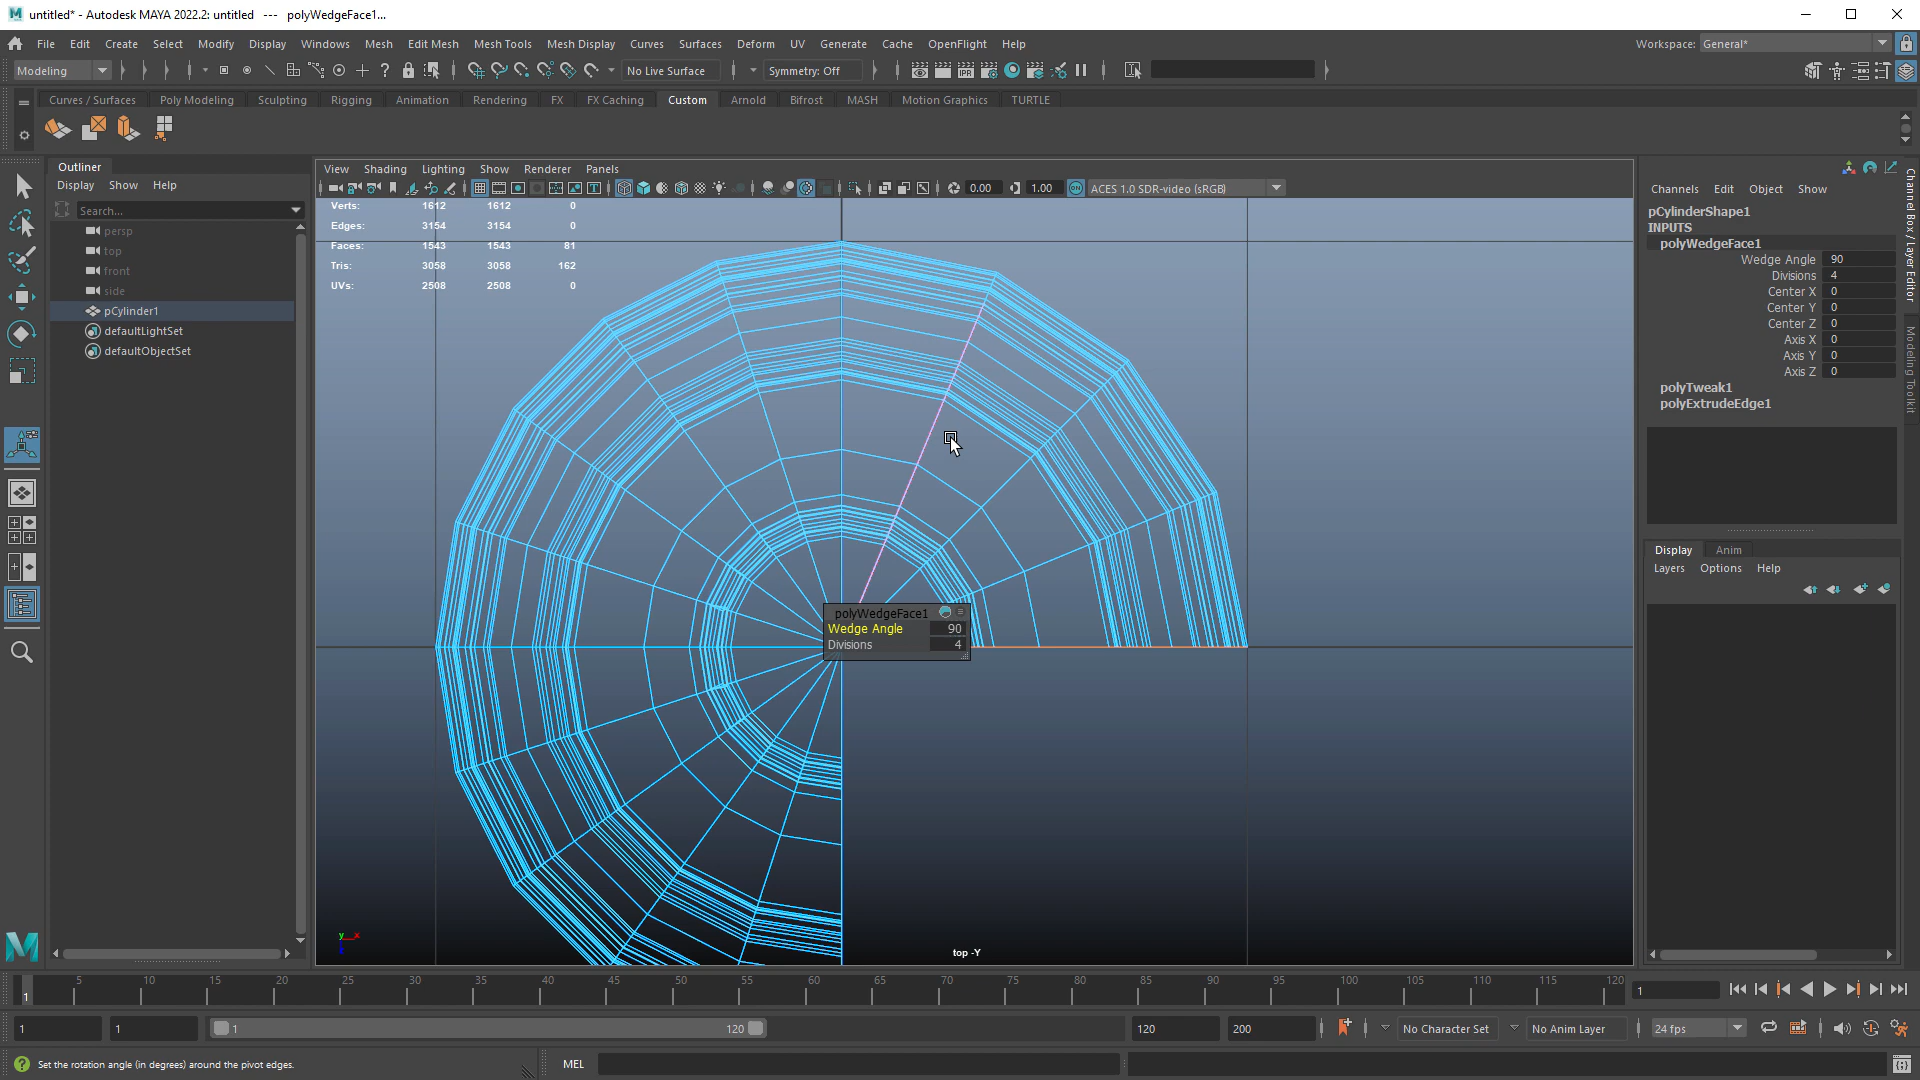 untitled* - Autodesk MAYA 2022.2: untitled --- polyWedgeFace1...
File Edit Create Select Modify Display Windows Mesh Edit Mesh Mesh Tools Mesh Display Curves Surfaces Deform UV Generate Cache OpenFlight Help
Workspace: General*
Modeling
No Live Surface
Symmetry: Off
IPR
Curves / Surfaces Poly Modeling Sculpting Rigging Animation Rendering FX FX Caching Custom Arnold Bifrost MASH Motion Graphics TURTLE
Outliner
Display Show Help
Search...
persp
top
front
side
pCylinder1
defaultLightSet
defaultObjectSet
View Shading Lighting Show Renderer Panels
0.00
1.00
ACES 1.0 SDR-video (sRGB)
Verts: 1612 1612 0
Edges: 3154 3154 0
Faces: 1543 1543 81
Tris: 3058 3058 162
UVs: 2508 2508 0
polyWedgeFace1
Wedge Angle 90
Divisions 4
y x
top -Y
Channels Edit Object Show
pCylinderShape1
INPUTS
polyWedgeFace1
Wedge Angle 90
Divisions 4
Center X 0
Center Y 0
Center Z 0
Axis X 0
Axis Y 0
Axis Z 0
polyTweak1
polyExtrudeEdge1
Channel Box / Layer Editor
Modeling Toolkit
Display Anim
Layers Options Help
1 5 10 15 20 25 30 35 40 45 50 55 60 65 70 75 80 85 90 95 100 105 110 115 120
1
1
1
1
120
120
200
No Character Set
No Anim Layer
24 fps
Set the rotation angle (in degrees) around the pivot edges.
MEL